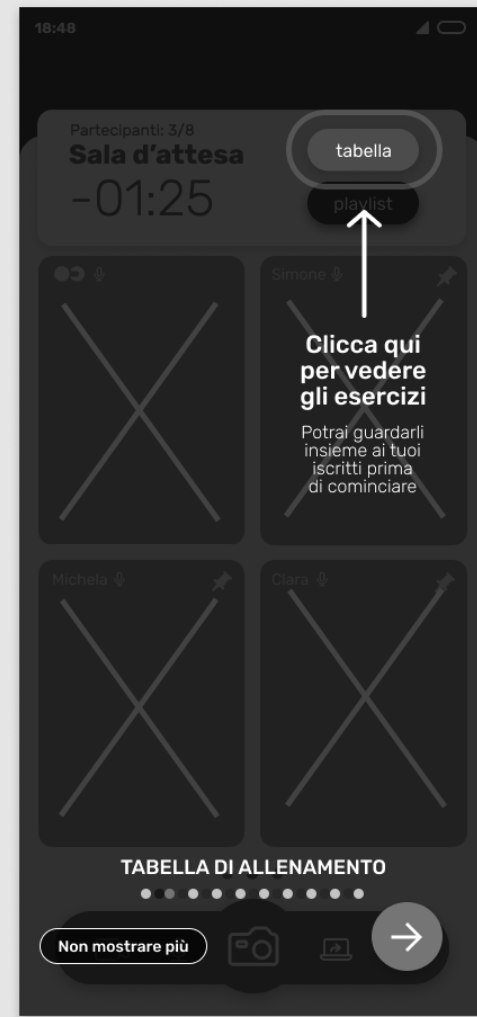 18:48
Partecipanti: 3/8
Sala d'attesa
-01:25
tabella
playlist
Simone
Clicca qui
per vedere
gli esercizi
Potrai guardarli
insieme ai tuoi
iscritti prima
di cominciare
Michela
Clara
TABELLA DI ALLENAMENTO
Non mostrare più